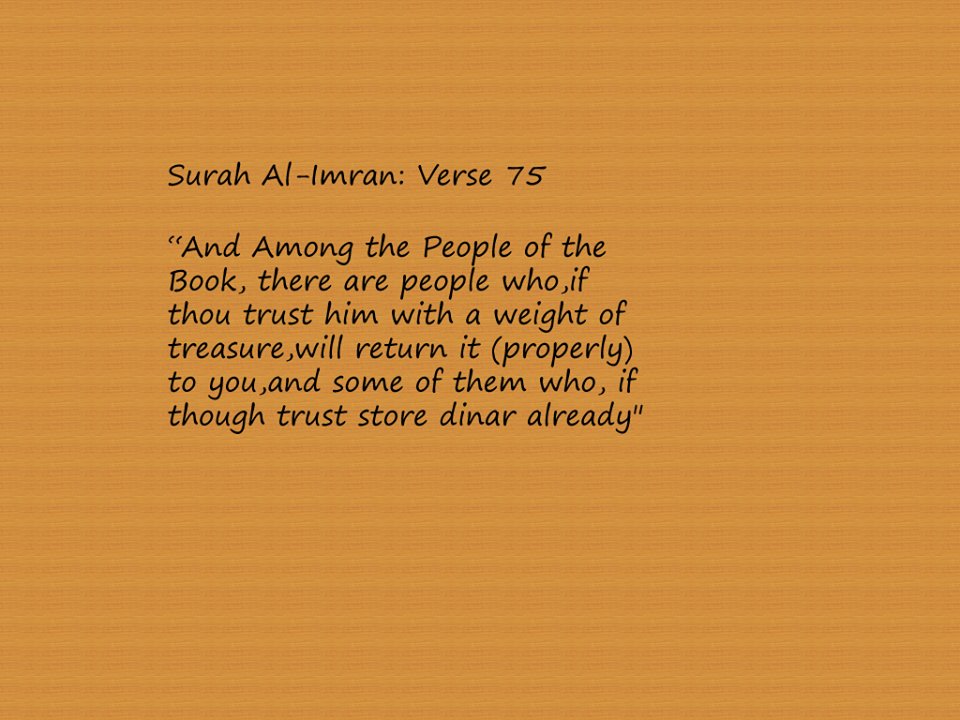 Surah Al-Imran: Verse 75
“And Among the People of the
Book, there are people who,if
thou trust him with a weight of
treasure,will return it (properly)
to you,and some of them who, if
though trust store dinar already"